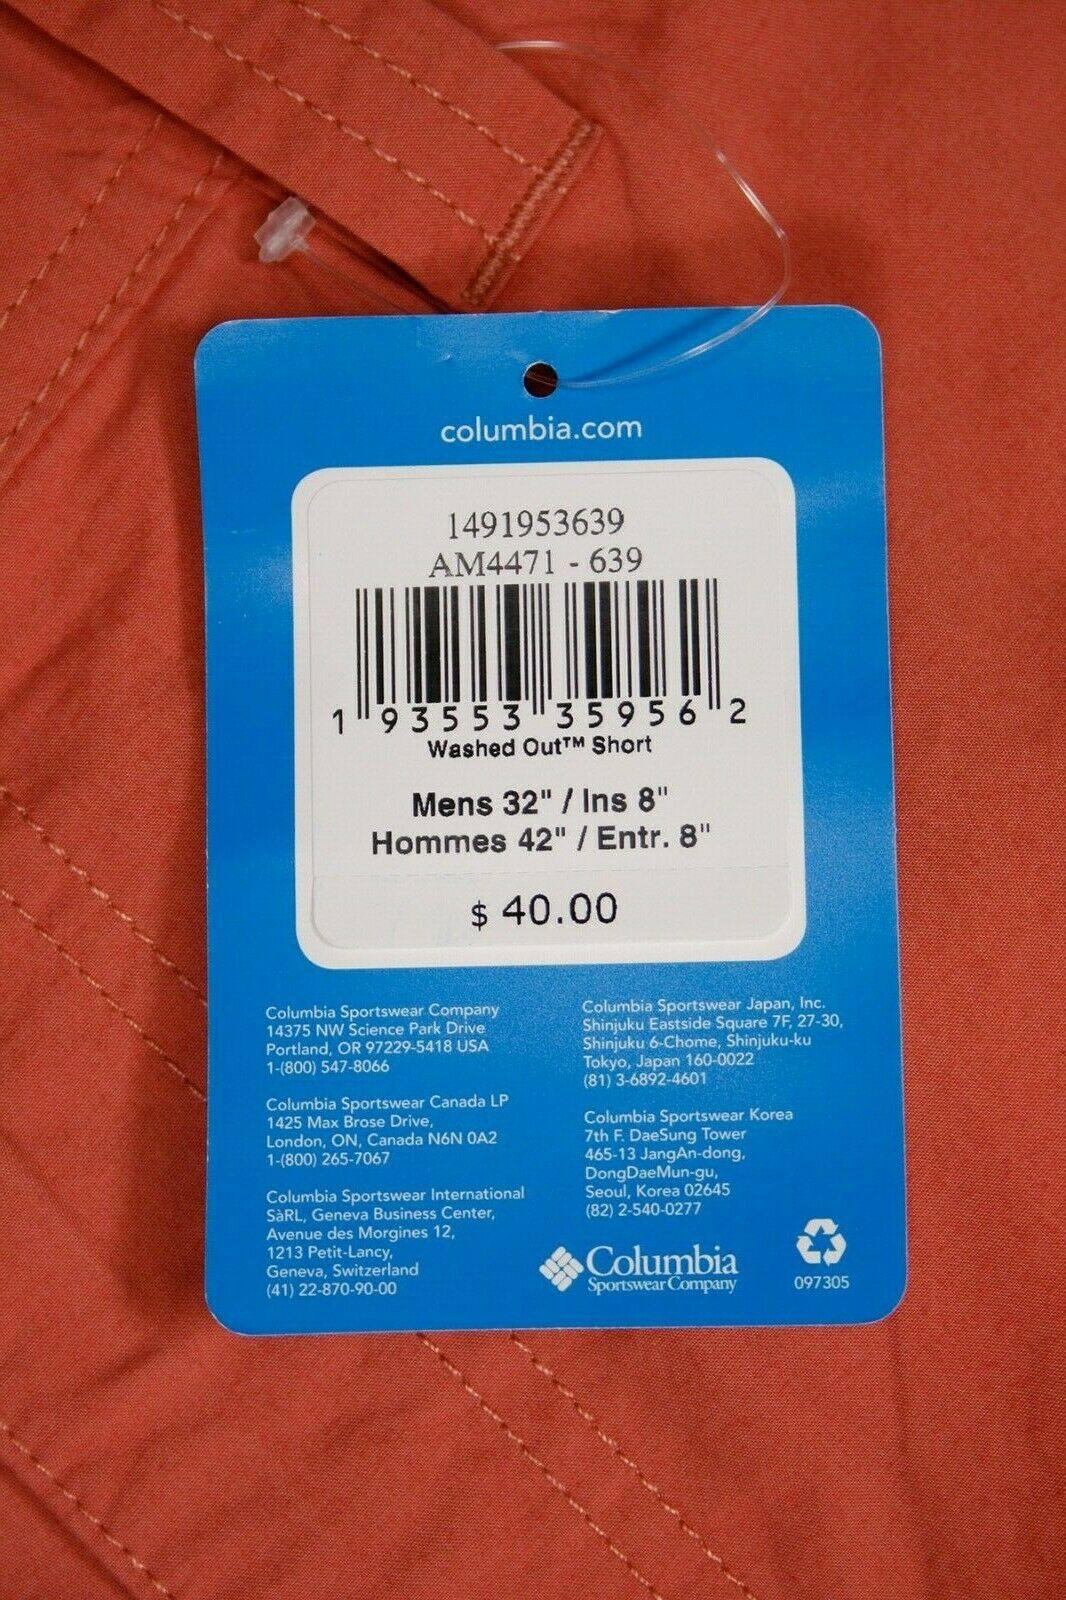 columbia.com
1491953639
AM4471 - 639
1 93553 35956 2
Washed Out™ Short
Mens 32" / Ins 8"
Hommes 42" / Entr. 8"
$ 40.00
Columbia Sportswear Company
14375 NW Science Park Drive
Portland, OR 97229-5418 USA
1-(800) 547-8066
Columbia Sportswear Canada LP
1425 Max Brose Drive,
London, ON, Canada N6N 0A2
1-(800) 265-7067
Columbia Sportswear International
SàRL, Geneva Business Center,
Avenue des Morgines 12,
1213 Petit-Lancy,
Geneva, Switzerland
(41) 22-870-90-00
Columbia Sportswear Japan, Inc.
Shinjuku Eastside Square 7F, 27-30,
Shinjuku 6-Chome, Shinjuku-ku
Tokyo, Japan 160-0022
(81) 3-6892-4601
Columbia Sportswear Korea
7th F. DaeSung Tower
465-13 JangAn-dong,
DongDaeMun-gu,
Seoul, Korea 02645
(82) 2-540-0277
Columbia
Sportswear Company
097305